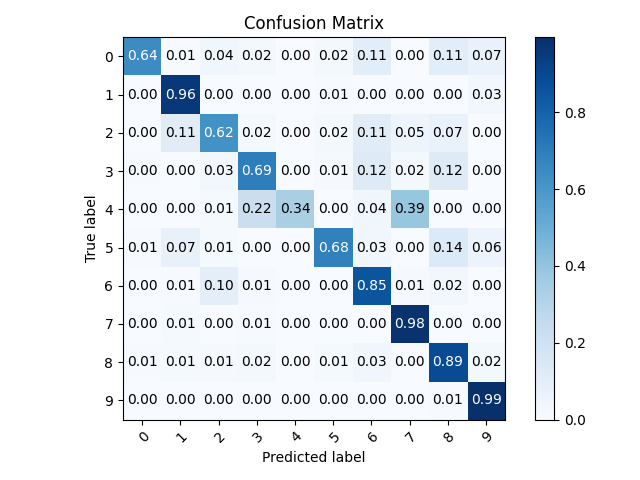 Confusion Matrix
0 0.64 0.01 0.04 0.02 0.00 0.02 0.11 0.00 0.11 0.07
1 0.00 0.96 0.00 0.00 0.00 0.01 0.00 0.00 0.00 0.03
2 0.00 0.11 0.62 0.02 0.00 0.02 0.11 0.05 0.07 0.00
3 0.00 0.00 0.03 0.69 0.00 0.01 0.12 0.02 0.12 0.00
4 0.00 0.00 0.01 0.22 0.34 0.00 0.04 0.39 0.00 0.00
5 0.01 0.07 0.01 0.00 0.00 0.68 0.03 0.00 0.14 0.06
6 0.00 0.01 0.10 0.01 0.00 0.00 0.85 0.01 0.02 0.00
7 0.00 0.01 0.00 0.01 0.00 0.00 0.00 0.98 0.00 0.00
8 0.01 0.01 0.01 0.02 0.00 0.01 0.03 0.00 0.89 0.02
9 0.00 0.00 0.00 0.00 0.00 0.00 0.00 0.00 0.01 0.99
0 1 2 3 4 5 6 7 8 9
Predicted label
True label
0.8
0.6
0.4
0.2
0.0